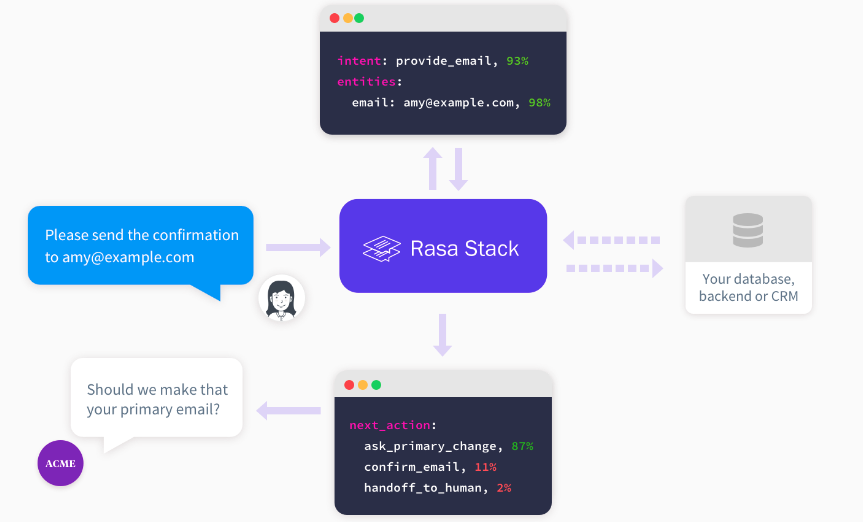 intent: provide_email, 93%
entities:
email: amy@example.com, 98%
Please send the confirmation
to amy@example.com
Rasa Stack
Your database,
backend or CRM
Should we make that
your primary email?
ACME
next_action:
ask_primary_change, 87%
confirm_email, 11%
handoff_to_human, 2%